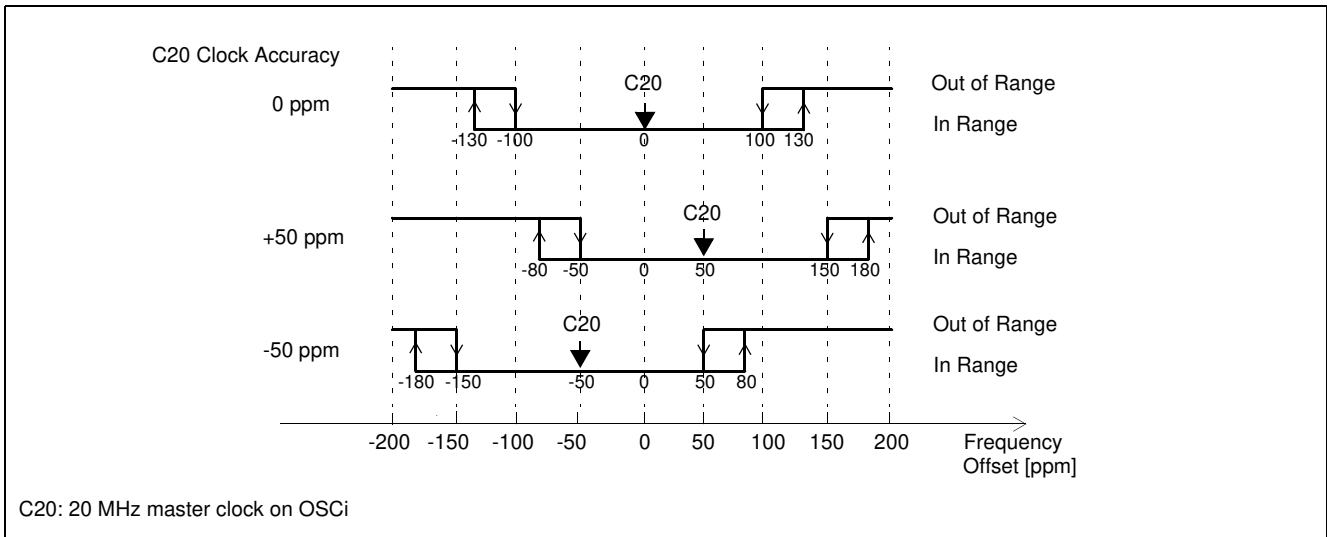 C20 Clock Accuracy
C20
Out of Range
0 ppm
In Range
-130 -100 0 100 130
C20
Out of Range
+50 ppm
In Range
-80 -50 0 50 150 180
C20
Out of Range
-50 ppm
In Range
-180 -150 -50 0 50 80
-200 -150 -100 -50 0 50 100 150 200 Frequency
Offset [ppm]
C20: 20 MHz master clock on OSCi